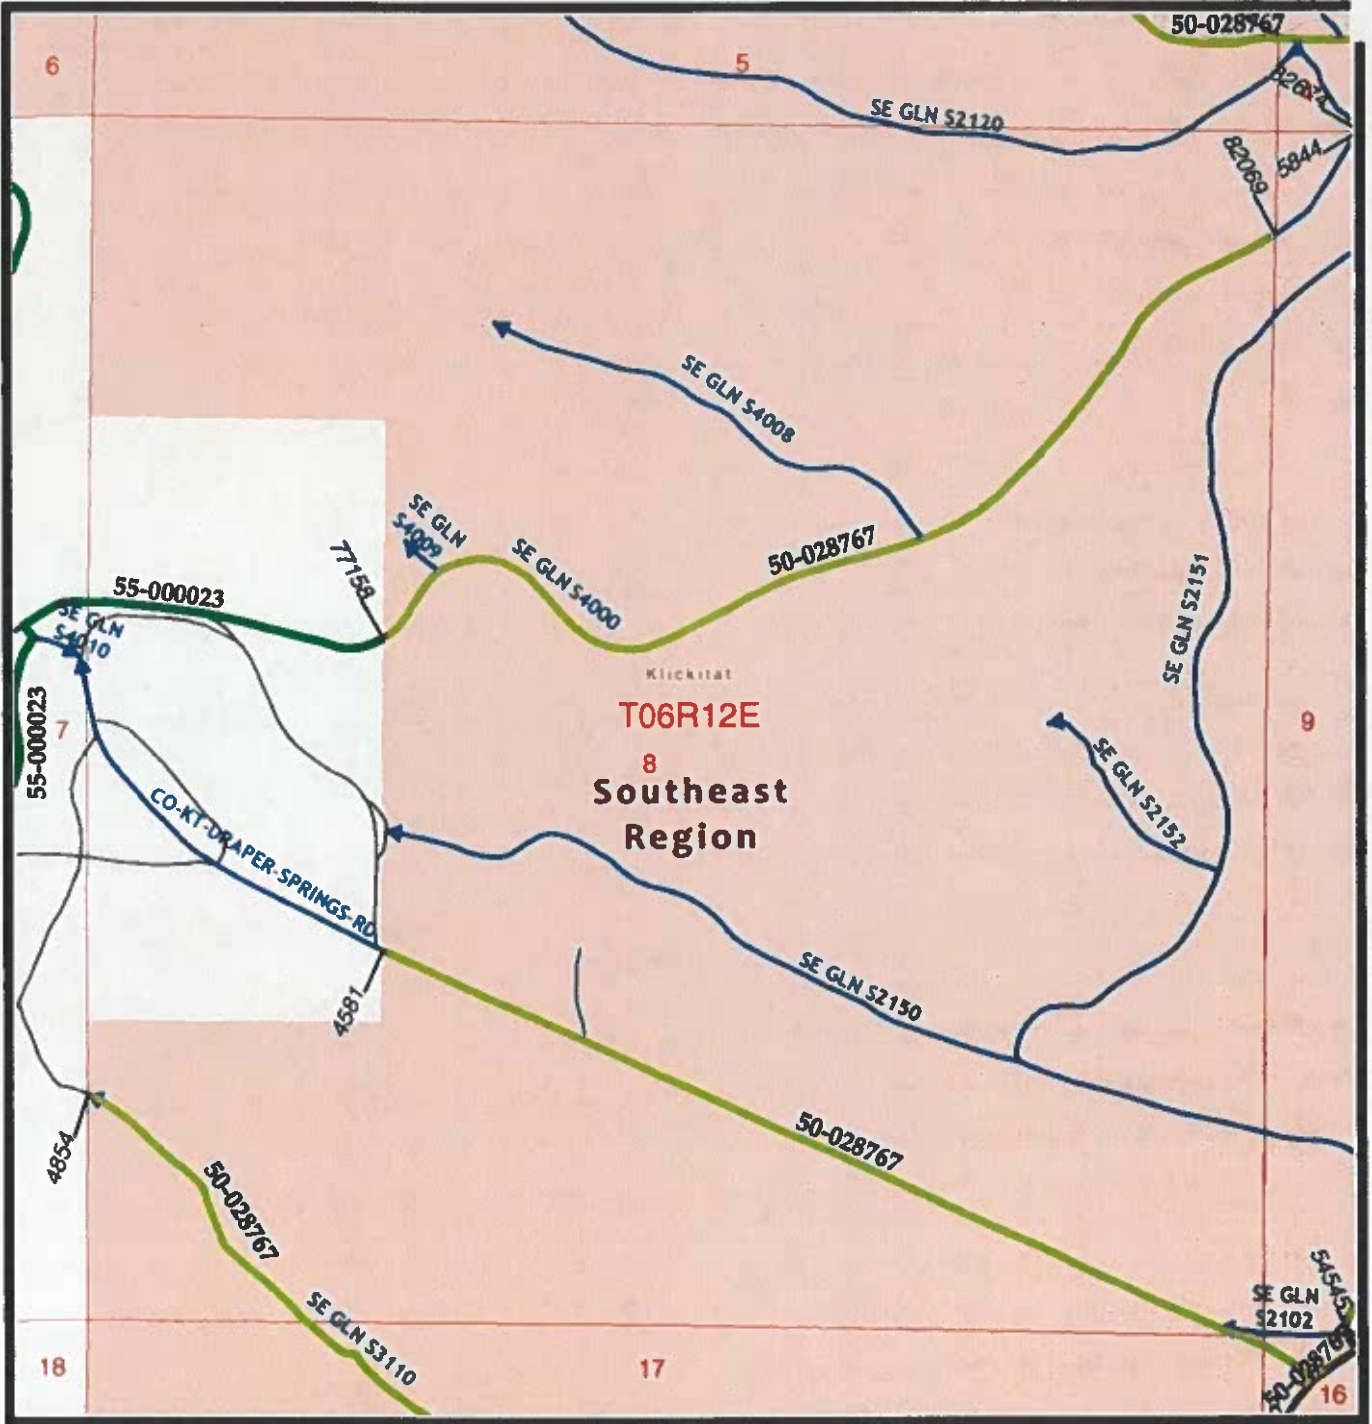 50-028767
6
5
SE GLN S2120
82069
5844
SE GLN S4008
SE GLN
S4009
SE GLN S4000
50-028767
77158
55-000023
SE GLN
S4010
SE GLN S2151
Klickitat
T06R12E
55-000023
7
9
8
Southeast
Region
SE GLN S2152
CO-KT-DRAPER-SPRINGS-RD
SE GLN S2150
4581
50-028767
4854
50-028767
SE GLN
S2102
54545
SE GLN S3110
50-028767
18
17
16